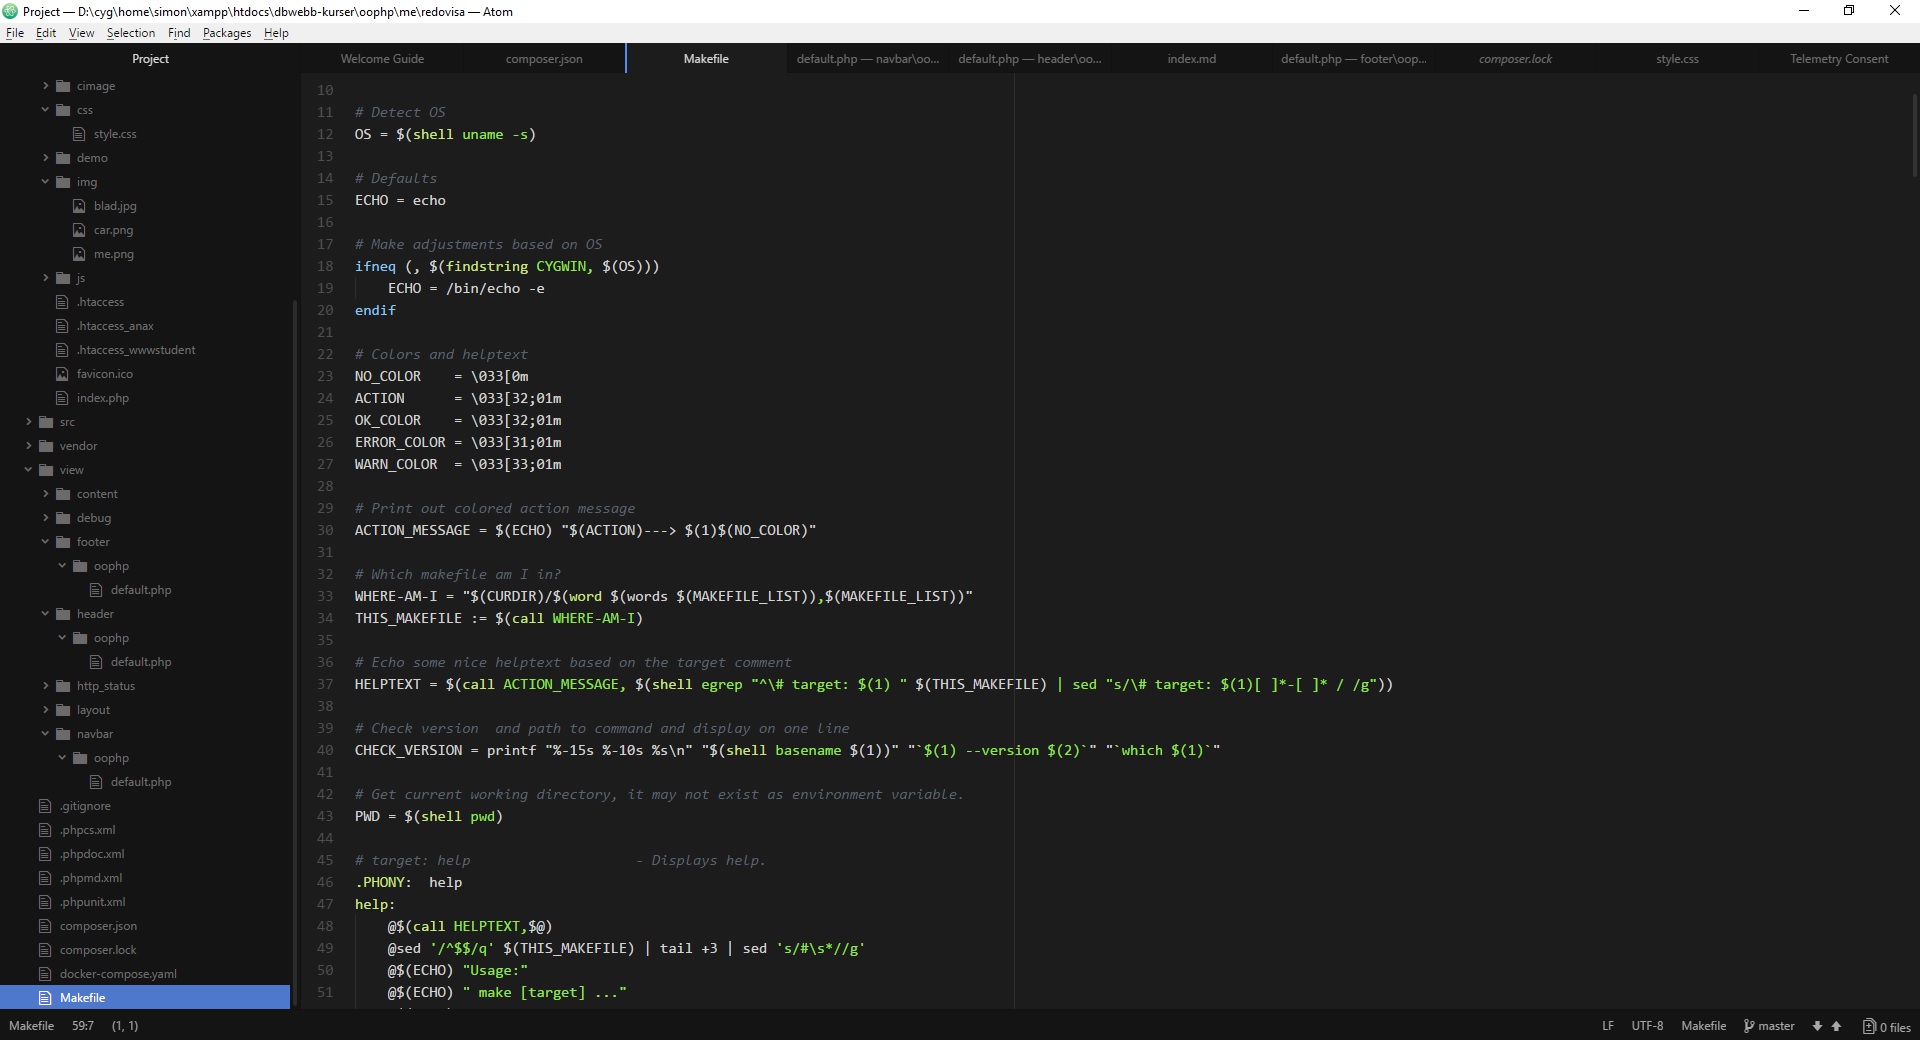 Project — D:\cyg\home\simon\xampp\htdocs\dbwebb-kurser\oophp\me\redovisa — Atom
File Edit View Selection Find Packages Help
Project
Welcome Guide
composer.json
Makefile
default.php — navbar\oo...
default.php — header\oo...
index.md
default.php — footer\oop...
composer.lock
style.css
Telemetry Consent
cimage
css
style.css
demo
img
blad.jpg
car.png
me.png
js
.htaccess
.htaccess_anax
.htaccess_wwwstudent
favicon.ico
index.php
src
vendor
view
content
debug
footer
oophp
default.php
header
oophp
default.php
http_status
layout
navbar
oophp
default.php
.gitignore
.phpcs.xml
.phpdoc.xml
.phpmd.xml
.phpunit.xml
composer.json
composer.lock
docker-compose.yaml
Makefile
10
11 # Detect OS
12 OS = $(shell uname -s)
13
14 # Defaults
15 ECHO = echo
16
17 # Make adjustments based on OS
18 ifneq (, $(findstring CYGWIN, $(OS)))
19 ECHO = /bin/echo -e
20 endif
21
22 # Colors and helptext
23 NO_COLOR = \033[0m
24 ACTION = \033[32;01m
25 OK_COLOR = \033[32;01m
26 ERROR_COLOR = \033[31;01m
27 WARN_COLOR = \033[33;01m
28
29 # Print out colored action message
30 ACTION_MESSAGE = $(ECHO) "$(ACTION)---> $(1)$(NO_COLOR)"
31
32 # Which makefile am I in?
33 WHERE-AM-I = "$(CURDIR)/$(word $(words $(MAKEFILE_LIST)),$(MAKEFILE_LIST))"
34 THIS_MAKEFILE := $(call WHERE-AM-I)
35
36 # Echo some nice helptext based on the target comment
37 HELPTEXT = $(call ACTION_MESSAGE, $(shell egrep "^\# target: $(1) " $(THIS_MAKEFILE) | sed "s/\# target: $(1)[ ]*-[ ]* / /g"))
38
39 # Check version  and path to command and display on one line
40 CHECK_VERSION = printf "%-15s %-10s %s\n" "$(shell basename $(1))" "`$(1) --version $(2)`" "`which $(1)`"
41
42 # Get current working directory, it may not exist as environment variable.
43 PWD = $(shell pwd)
44
45 # target: help - Displays help.
46 .PHONY:  help
47 help:
48 @$(call HELPTEXT,$@)
49 @sed '/^$$/q' $(THIS_MAKEFILE) | tail +3 | sed 's/#\s*//g'
50 @$(ECHO) "Usage:"
51 @$(ECHO) " make [target] ..."
Makefile 59:7 (1, 1)
LF UTF-8 Makefile master 0 files